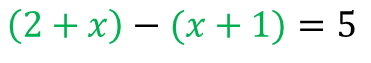 (2 + x) − (x + 1) = 5